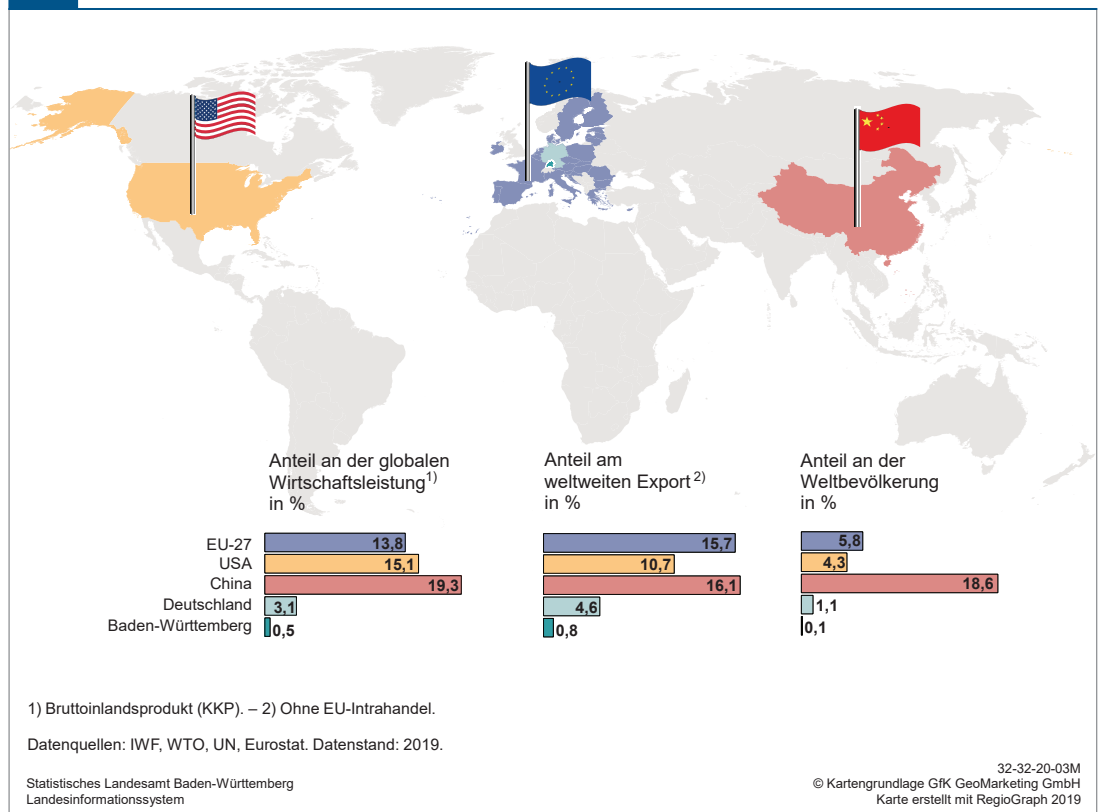 Anteil an der globalen
Wirtschaftsleistung1)
in %
Anteil am
weltweiten Export 2)
in %
Anteil an der
Weltbevölkerung
in %
EU-27 13,8 15,7 5,8
USA 15,1 10,7 4,3
China 19,3 16,1 18,6
Deutschland 3,1 4,6 1,1
Baden-Württemberg 0,5 0,8 0,1
1) Bruttoinlandsprodukt (KKP). – 2) Ohne EU-Intrahandel.
Datenquellen: IWF, WTO, UN, Eurostat. Datenstand: 2019.
Statistisches Landesamt Baden-Württemberg
Landesinformationssystem
32-32-20-03M
© Kartengrundlage GfK GeoMarketing GmbH
Karte erstellt mit RegioGraph 2019